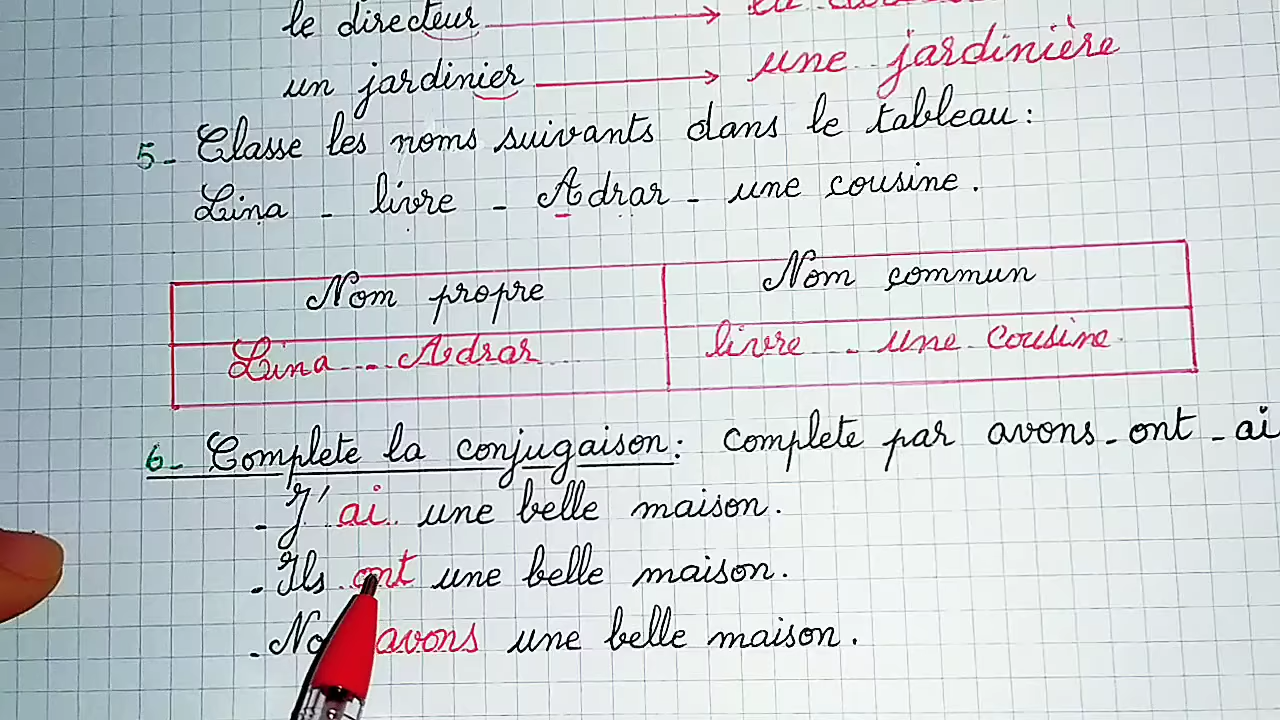 le directeur
un jardinier une jardinière
5- Classe les noms suivants dans le tableau :
Lina - livre - Adrar - une cousine.
Nom propre Nom commun
Lina - Adrar livre - une cousine
6- Complete la conjugaison : complete par avons - ont - ai
- J'ai une belle maison.
- Ils ont une belle maison.
- avons une belle maison.